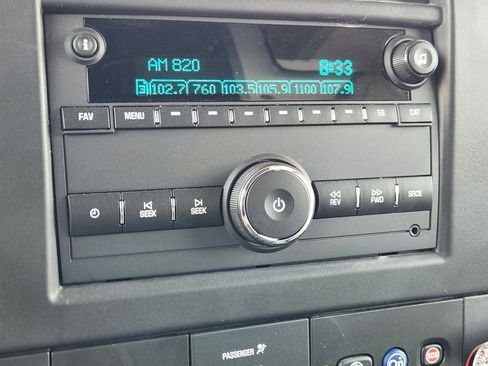 AM 820 8:33
102.7 760 103.5 105.9 1100 107.9
FAV MENU EQ CAT
SEEK SEEK REV FWD SRCE
PASSENGER